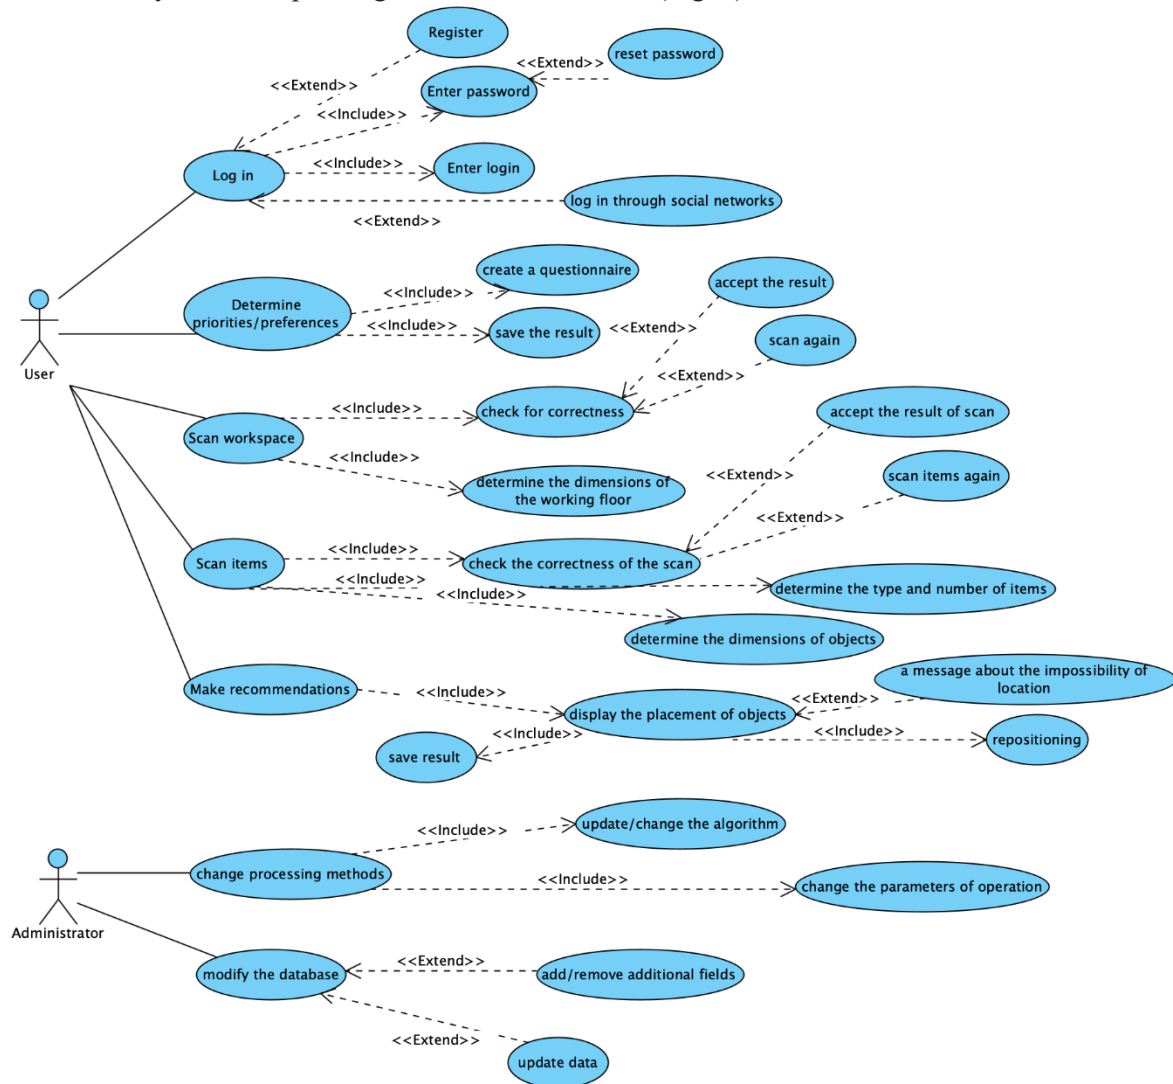 Register
reset password
<<Extend>>
<<Extend>>
Enter password
<<Include>>
Log in
<<Include>>
Enter login
log in through social networks
<<Extend>>
create a questionnaire
accept the result
<<Include>>
Determine
priorities/preferences
<<Include>>
save the result
<<Extend>>
scan again
User
<<Extend>>
<<Include>>
check for correctness
accept the result of scan
Scan workspace
<<Include>>
<<Extend>>
scan items again
determine the dimensions of
the working floor
<<Extend>>
Scan items
<<Include>>
check the correctness of the scan
<<Include>>
determine the type and number of items
<<Include>>
determine the dimensions of objects
a message about the impossibility of
location
Make recommendations
<<Include>>
<<Extend>>
display the placement of objects
<<Include>>
<<Include>>
repositioning
save result
update/change the algorithm
<<Include>>
change processing methods
<<Include>>
change the parameters of operation
Administrator
modify the database
<<Extend>>
add/remove additional fields
<<Extend>>
update data